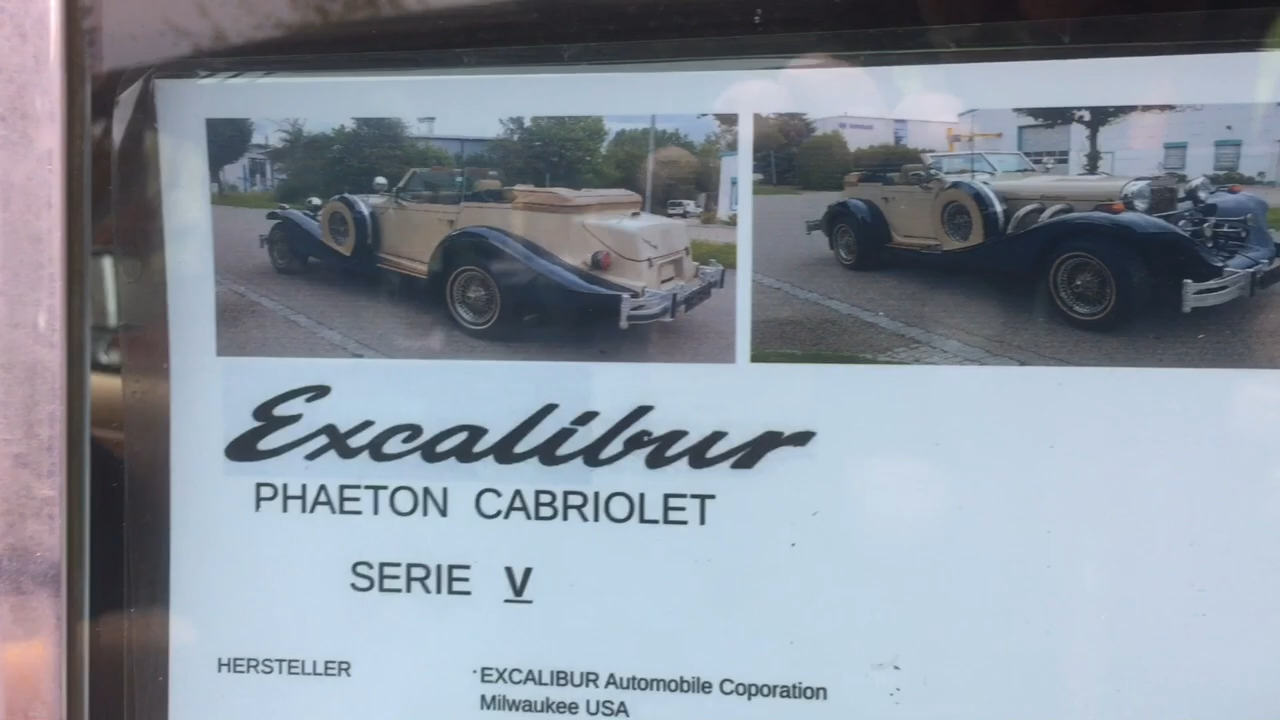 Excalibur
PHAETON CABRIOLET
SERIE V
HERSTELLER
EXCALIBUR Automobile Coporation
Milwaukee USA